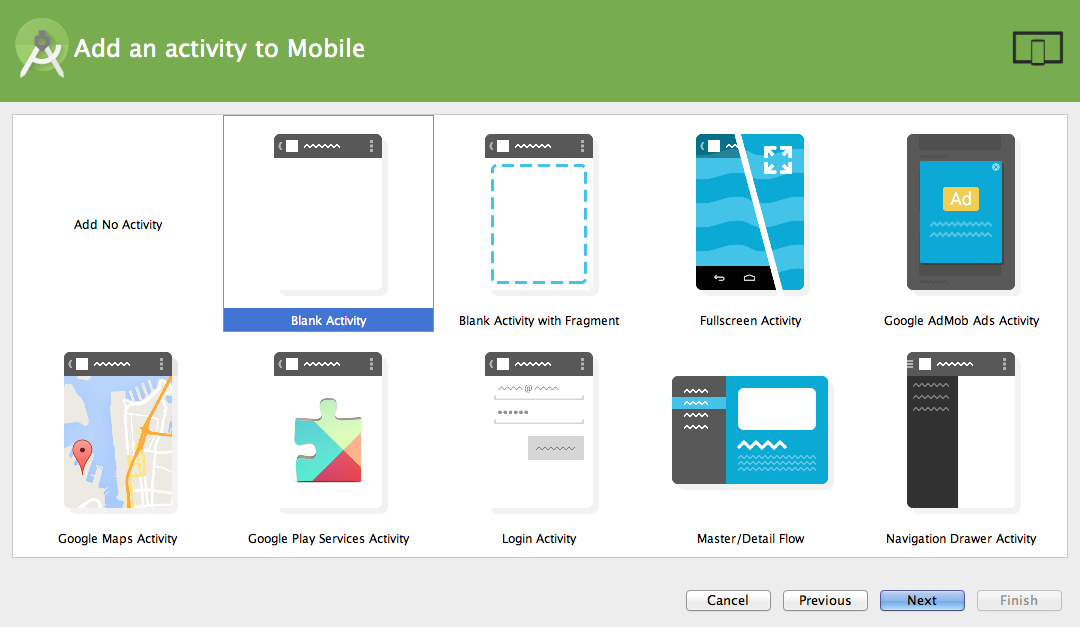 Add an activity to Mobile
Add No Activity
Blank Activity
Blank Activity with Fragment
Fullscreen Activity
Ad
Google AdMob Ads Activity
@
Google Maps Activity
Google Play Services Activity
Login Activity
Master/Detail Flow
Navigation Drawer Activity
Cancel
Previous
Next
Finish